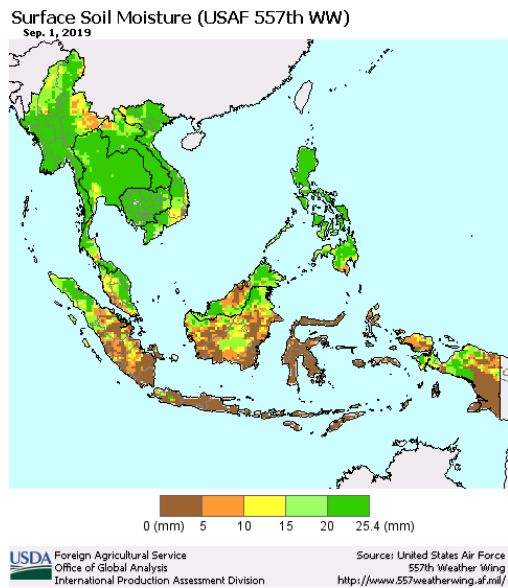 Surface Soil Moisture (USAF 557th WW)
Sep. 1, 2019
0 (mm) 5 10 15 20 25.4 (mm)
USDA
Foreign Agricultural Service
Office of Global Analysis
International Production Assessment Division
Source: United States Air Force
557th Weather Wing
http://www.557weatherwing.af.mil/